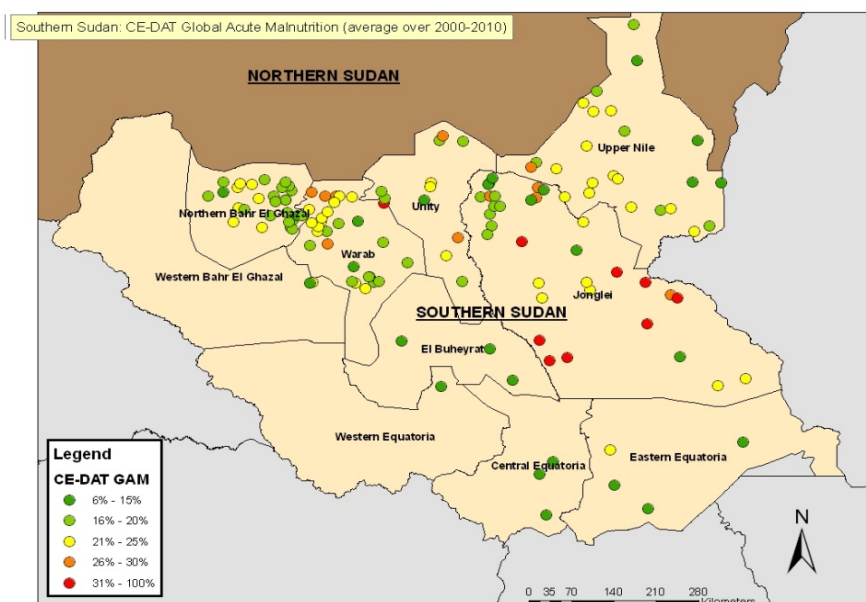 Southern Sudan: CE-DAT Global Acute Malnutrition (average over 2000-2010)
NORTHERN SUDAN
Upper Nile
Northern Bahr El Ghazal
Unity
Warab
Western Bahr El Ghazal
Jonglei
SOUTHERN SUDAN
El Buheyrat
Western Equatoria
Central Equatoria
Eastern Equatoria
Legend
CE-DAT GAM
6% - 15%
16% - 20%
21% - 25%
26% - 30%
31% - 100%
N
0 35 70 140 210 280
Kilometers